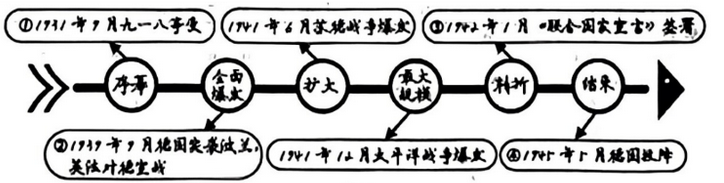 ①1931年9月九一八事变
1941年6月苏德战争爆发
③1942年1月《联合国家宣言》签署
序幕
全面
爆发
扩大
最大
规模
转折
结束
②1939年9月德国突袭波兰,
英法对德宣战
1941年12月太平洋战争爆发
④1945年5月德国投降